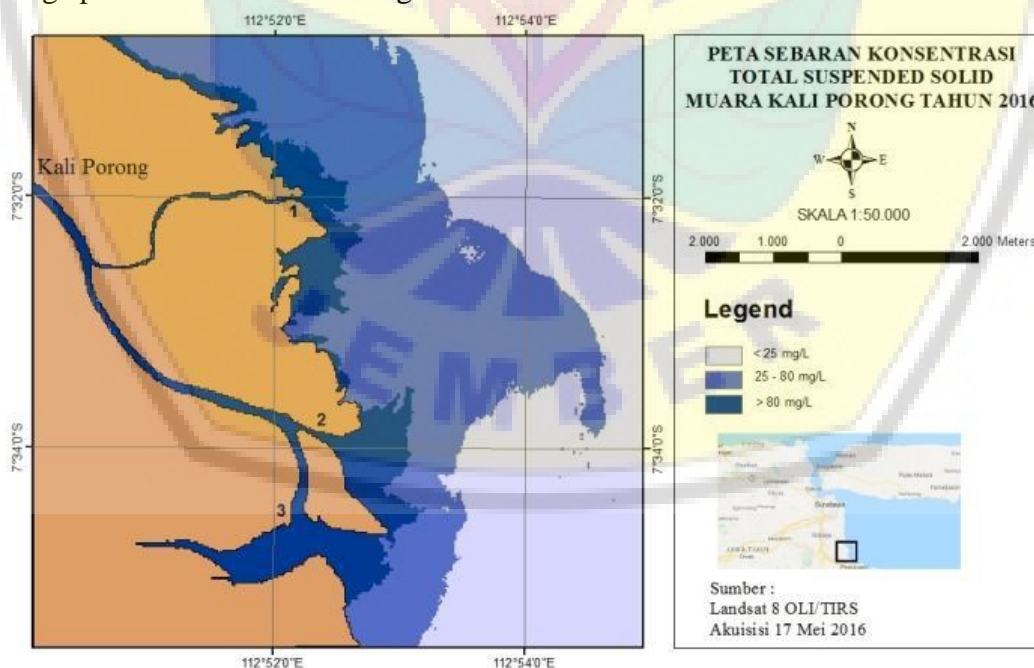 112°52'0"E
112°54'0"E
Kali Porong
7°32'0"S
7°32'0"S
1
2
7°34'0"S
7°34'0"S
3
112°52'0"E
112°54'0"E
PETA SEBARAN KONSENTRASI
TOTAL SUSPENDED SOLID
MUARA KALI PORONG TAHUN 2016
N
W E
S
SKALA 1:50.000
2.000 1.000 0 2.000 Meters
Legend
< 25 mg/L
25 - 80 mg/L
> 80 mg/L
Surabaya
Sumber :
Landsat 8 OLI/TIRS
Akuisisi 17 Mei 2016
EMBER